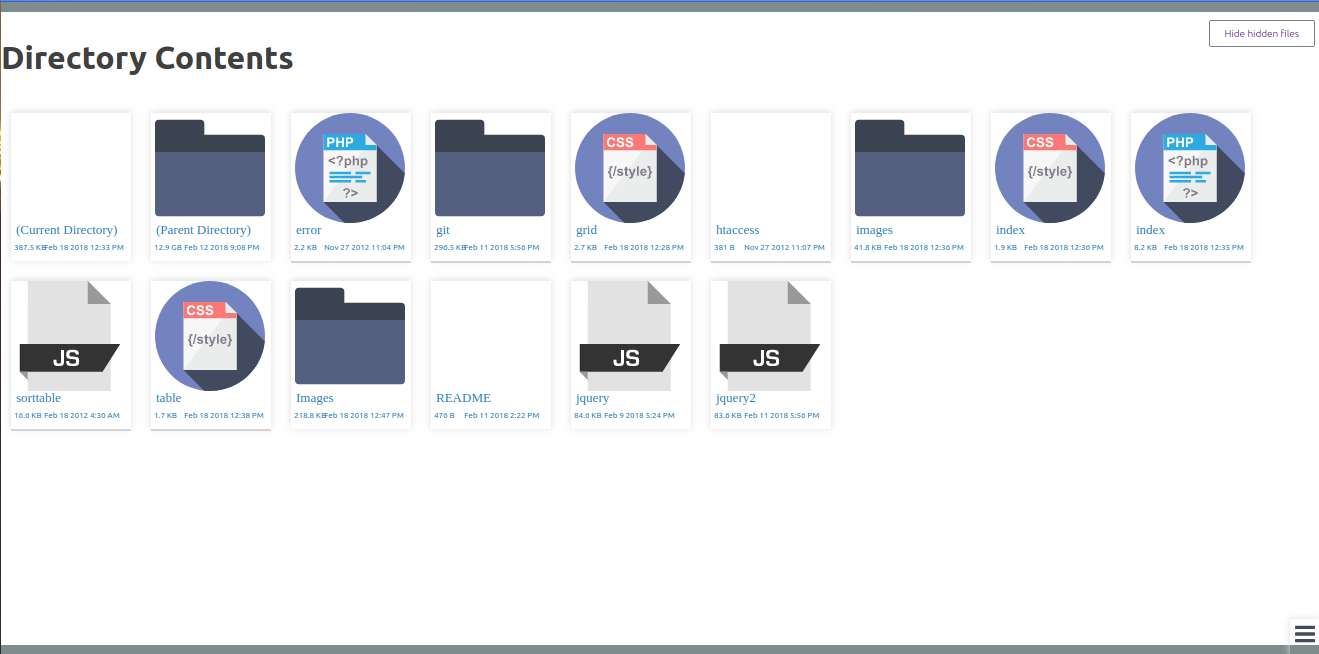 Hide hidden files
Directory Contents
PHP <?php ?>
CSS {/style}
CSS {/style}
PHP <?php ?>
(Current Directory) (Parent Directory) error git grid htaccess images index index
387.5 KB Feb 18 2018 12:33 PM 12.9 GB Feb 12 2018 9:08 PM 2.2 KB Nov 27 2012 11:04 PM 296.5 KB Feb 11 2018 5:56 PM 2.7 KB Feb 18 2018 12:28 PM 381 B Nov 27 2012 11:07 PM 41.8 KB Feb 18 2018 12:36 PM 1.9 KB Feb 18 2018 12:36 PM 8.2 KB Feb 18 2018 12:35 PM
JS
CSS {/style}
JS
JS
sorttable table Images README jquery jquery2
16.6 KB Feb 18 2012 4:30 AM 1.7 KB Feb 18 2018 12:38 PM 218.8 KB Feb 18 2018 12:47 PM 476 B Feb 11 2018 2:22 PM 84.6 KB Feb 9 2018 5:24 PM 83.6 KB Feb 11 2018 5:56 PM